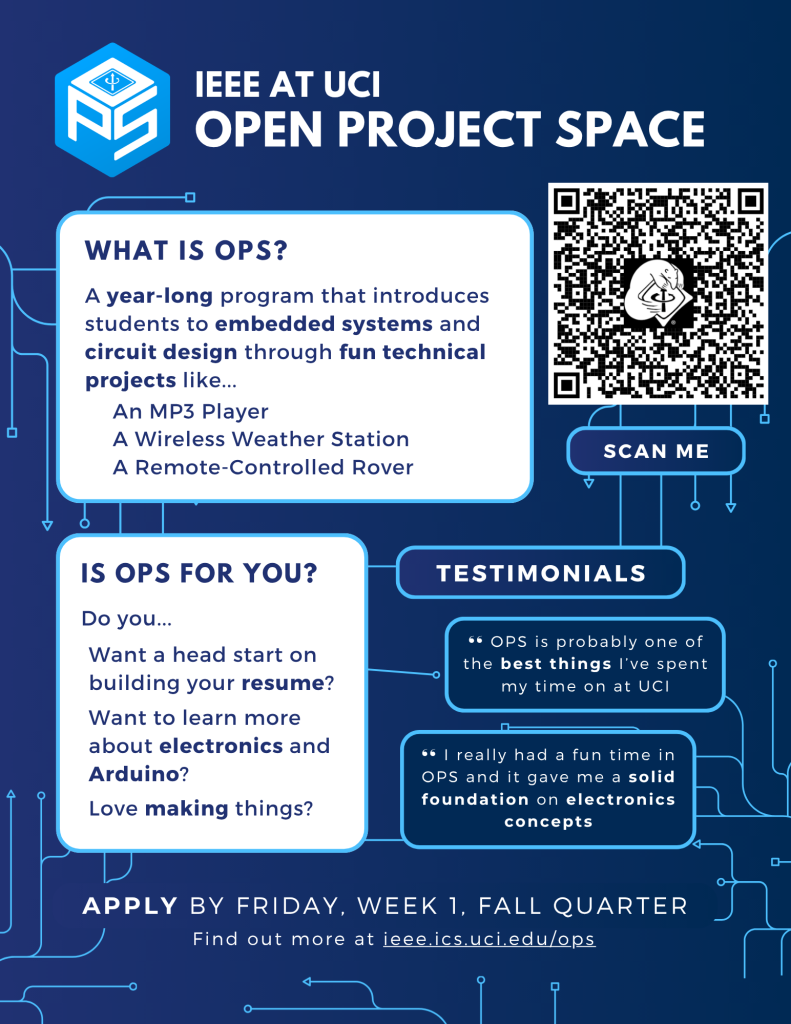 OPS
IEEE AT UCI
OPEN PROJECT SPACE
WHAT IS OPS?
A year-long program that introduces
students to embedded systems and
circuit design through fun technical
projects like...
An MP3 Player
A Wireless Weather Station
A Remote-Controlled Rover
SCAN ME
IS OPS FOR YOU?
Do you...
Want a head start on
building your resume?
Want to learn more
about electronics and
Arduino?
Love making things?
TESTIMONIALS
“ OPS is probably one of
the best things I’ve spent
my time on at UCI
“ I really had a fun time in
OPS and it gave me a solid
foundation on electronics
concepts
APPLY BY FRIDAY, WEEK 1, FALL QUARTER
Find out more at ieee.ics.uci.edu/ops